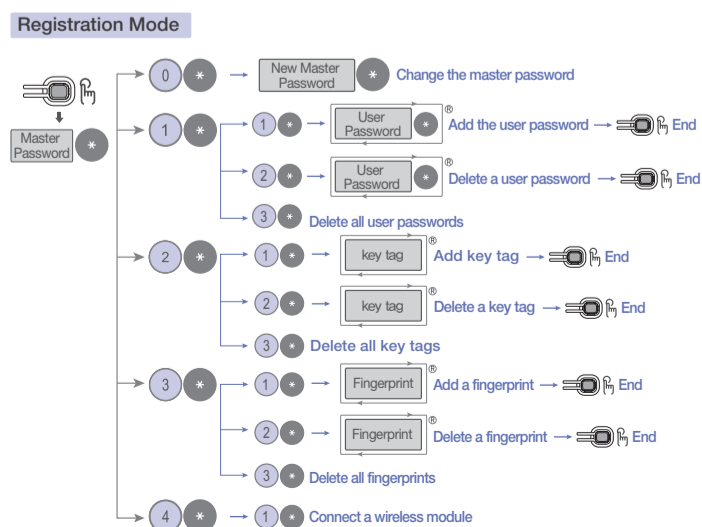 Registration Mode
0 * New Master Password * Change the master password
Master Password *
1 * 1 * User Password * ® Add the user password End
2 * User Password * ® Delete a user password End
3 * Delete all user passwords
2 * 1 * key tag ® Add key tag End
2 * key tag ® Delete a key tag End
3 * Delete all key tags
3 * 1 * Fingerprint ® Add a fingerprint End
2 * Fingerprint ® Delete a fingerprint End
3 * Delete all fingerprints
4 * 1 * Connect a wireless module